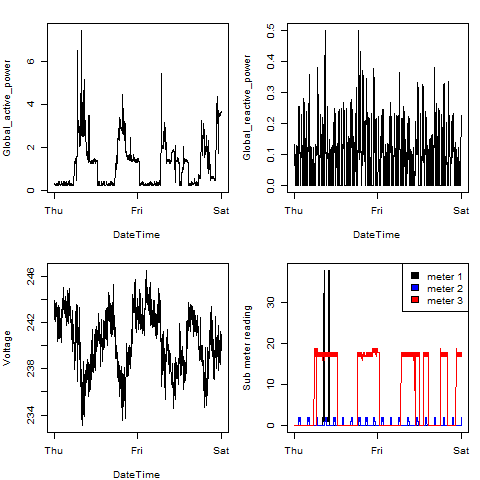 Global_active_power
0 2 4 6
Thu Fri Sat
DateTime
Global_reactive_power
0.0 0.1 0.2 0.3 0.4 0.5
Thu Fri Sat
DateTime
Voltage
234 238 242 246
Thu Fri Sat
DateTime
Sub meter reading
0 10 20 30
Thu Fri Sat
meter 1
meter 2
meter 3